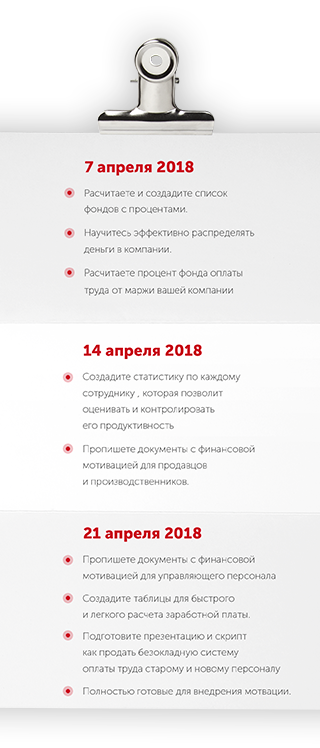 7 апреля 2018
Расчитаете и создадите список
фондов с процентами.
Научитесь эффективно распределять
деньги в компании.
Расчитаете процент фонда оплаты
труда от маржи вашей компании
14 апреля 2018
Создадите статистику по каждому
сотруднику , которая позволит
оценивать и контролировать
его продуктивность
Пропишете документы с финансовой
мотивацией для продавцов
и производственников.
21 апреля 2018
Пропишете документы с финансовой
мотивацией для управляющего персонала
Создадите таблицы для быстрого
и легкого расчета заработной платы.
Подготовите презентацию и скрипт
как продать безокладную систему
оплаты труда старому и новому персоналу
Полностью готовые для внедрения мотвации.